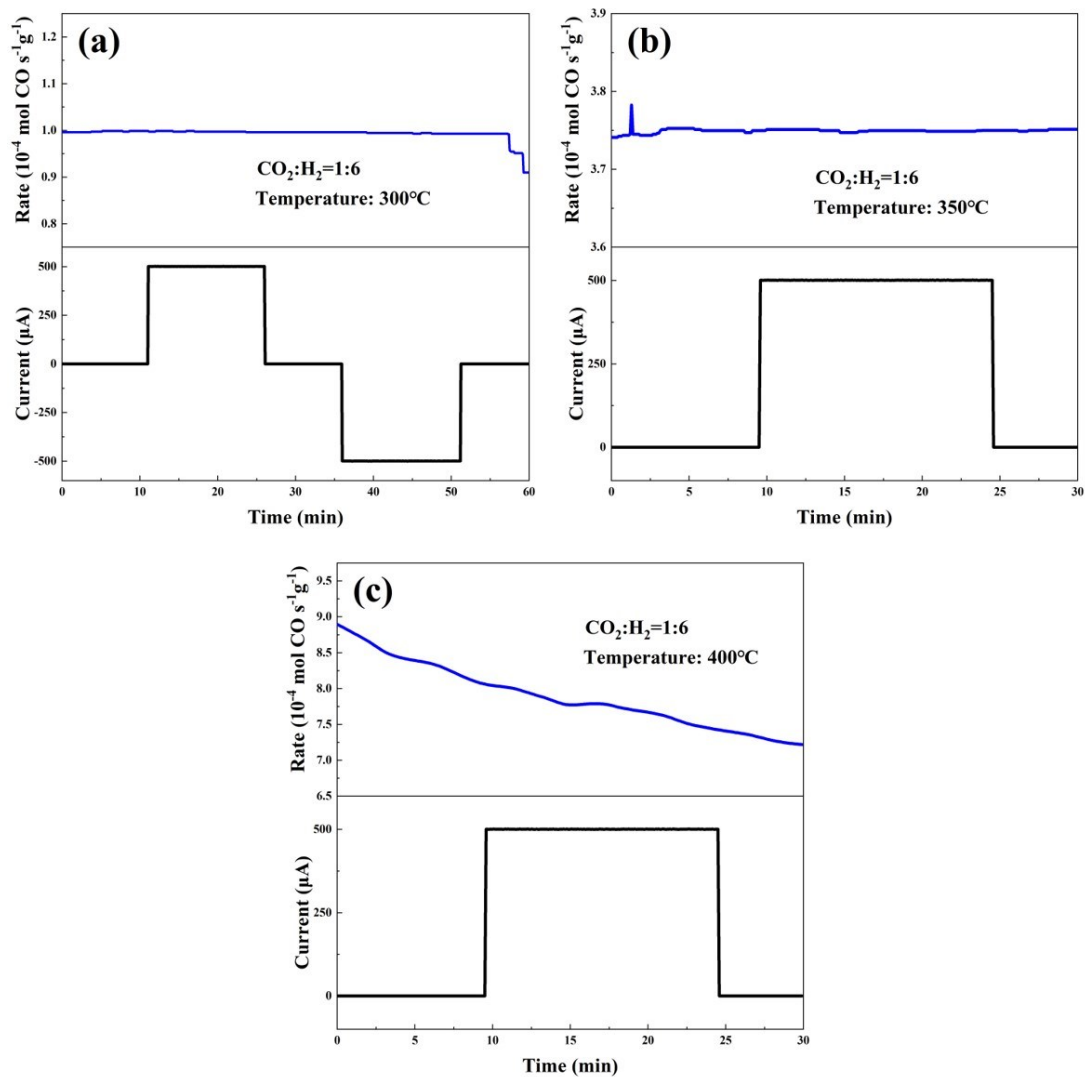 (a)
Rate (10⁻⁴ mol CO s⁻¹g⁻¹)
1.2
1.1
1.0
0.9
0.8
CO₂:H₂=1:6
Temperature: 300°C
Current (µA)
500
250
0
-250
-500
0 10 20 30 40 50 60
Time (min)
(b)
Rate (10⁻⁴ mol CO s⁻¹g⁻¹)
3.9
3.8
3.7
3.6
CO₂:H₂=1:6
Temperature: 350°C
Current (µA)
500
250
0
0 5 10 15 20 25 30
Time (min)
(c)
Rate (10⁻⁴ mol CO s⁻¹g⁻¹)
9.5
9.0
8.5
8.0
7.5
7.0
6.5
CO₂:H₂=1:6
Temperature: 400°C
Current (µA)
500
250
0
0 5 10 15 20 25 30
Time (min)